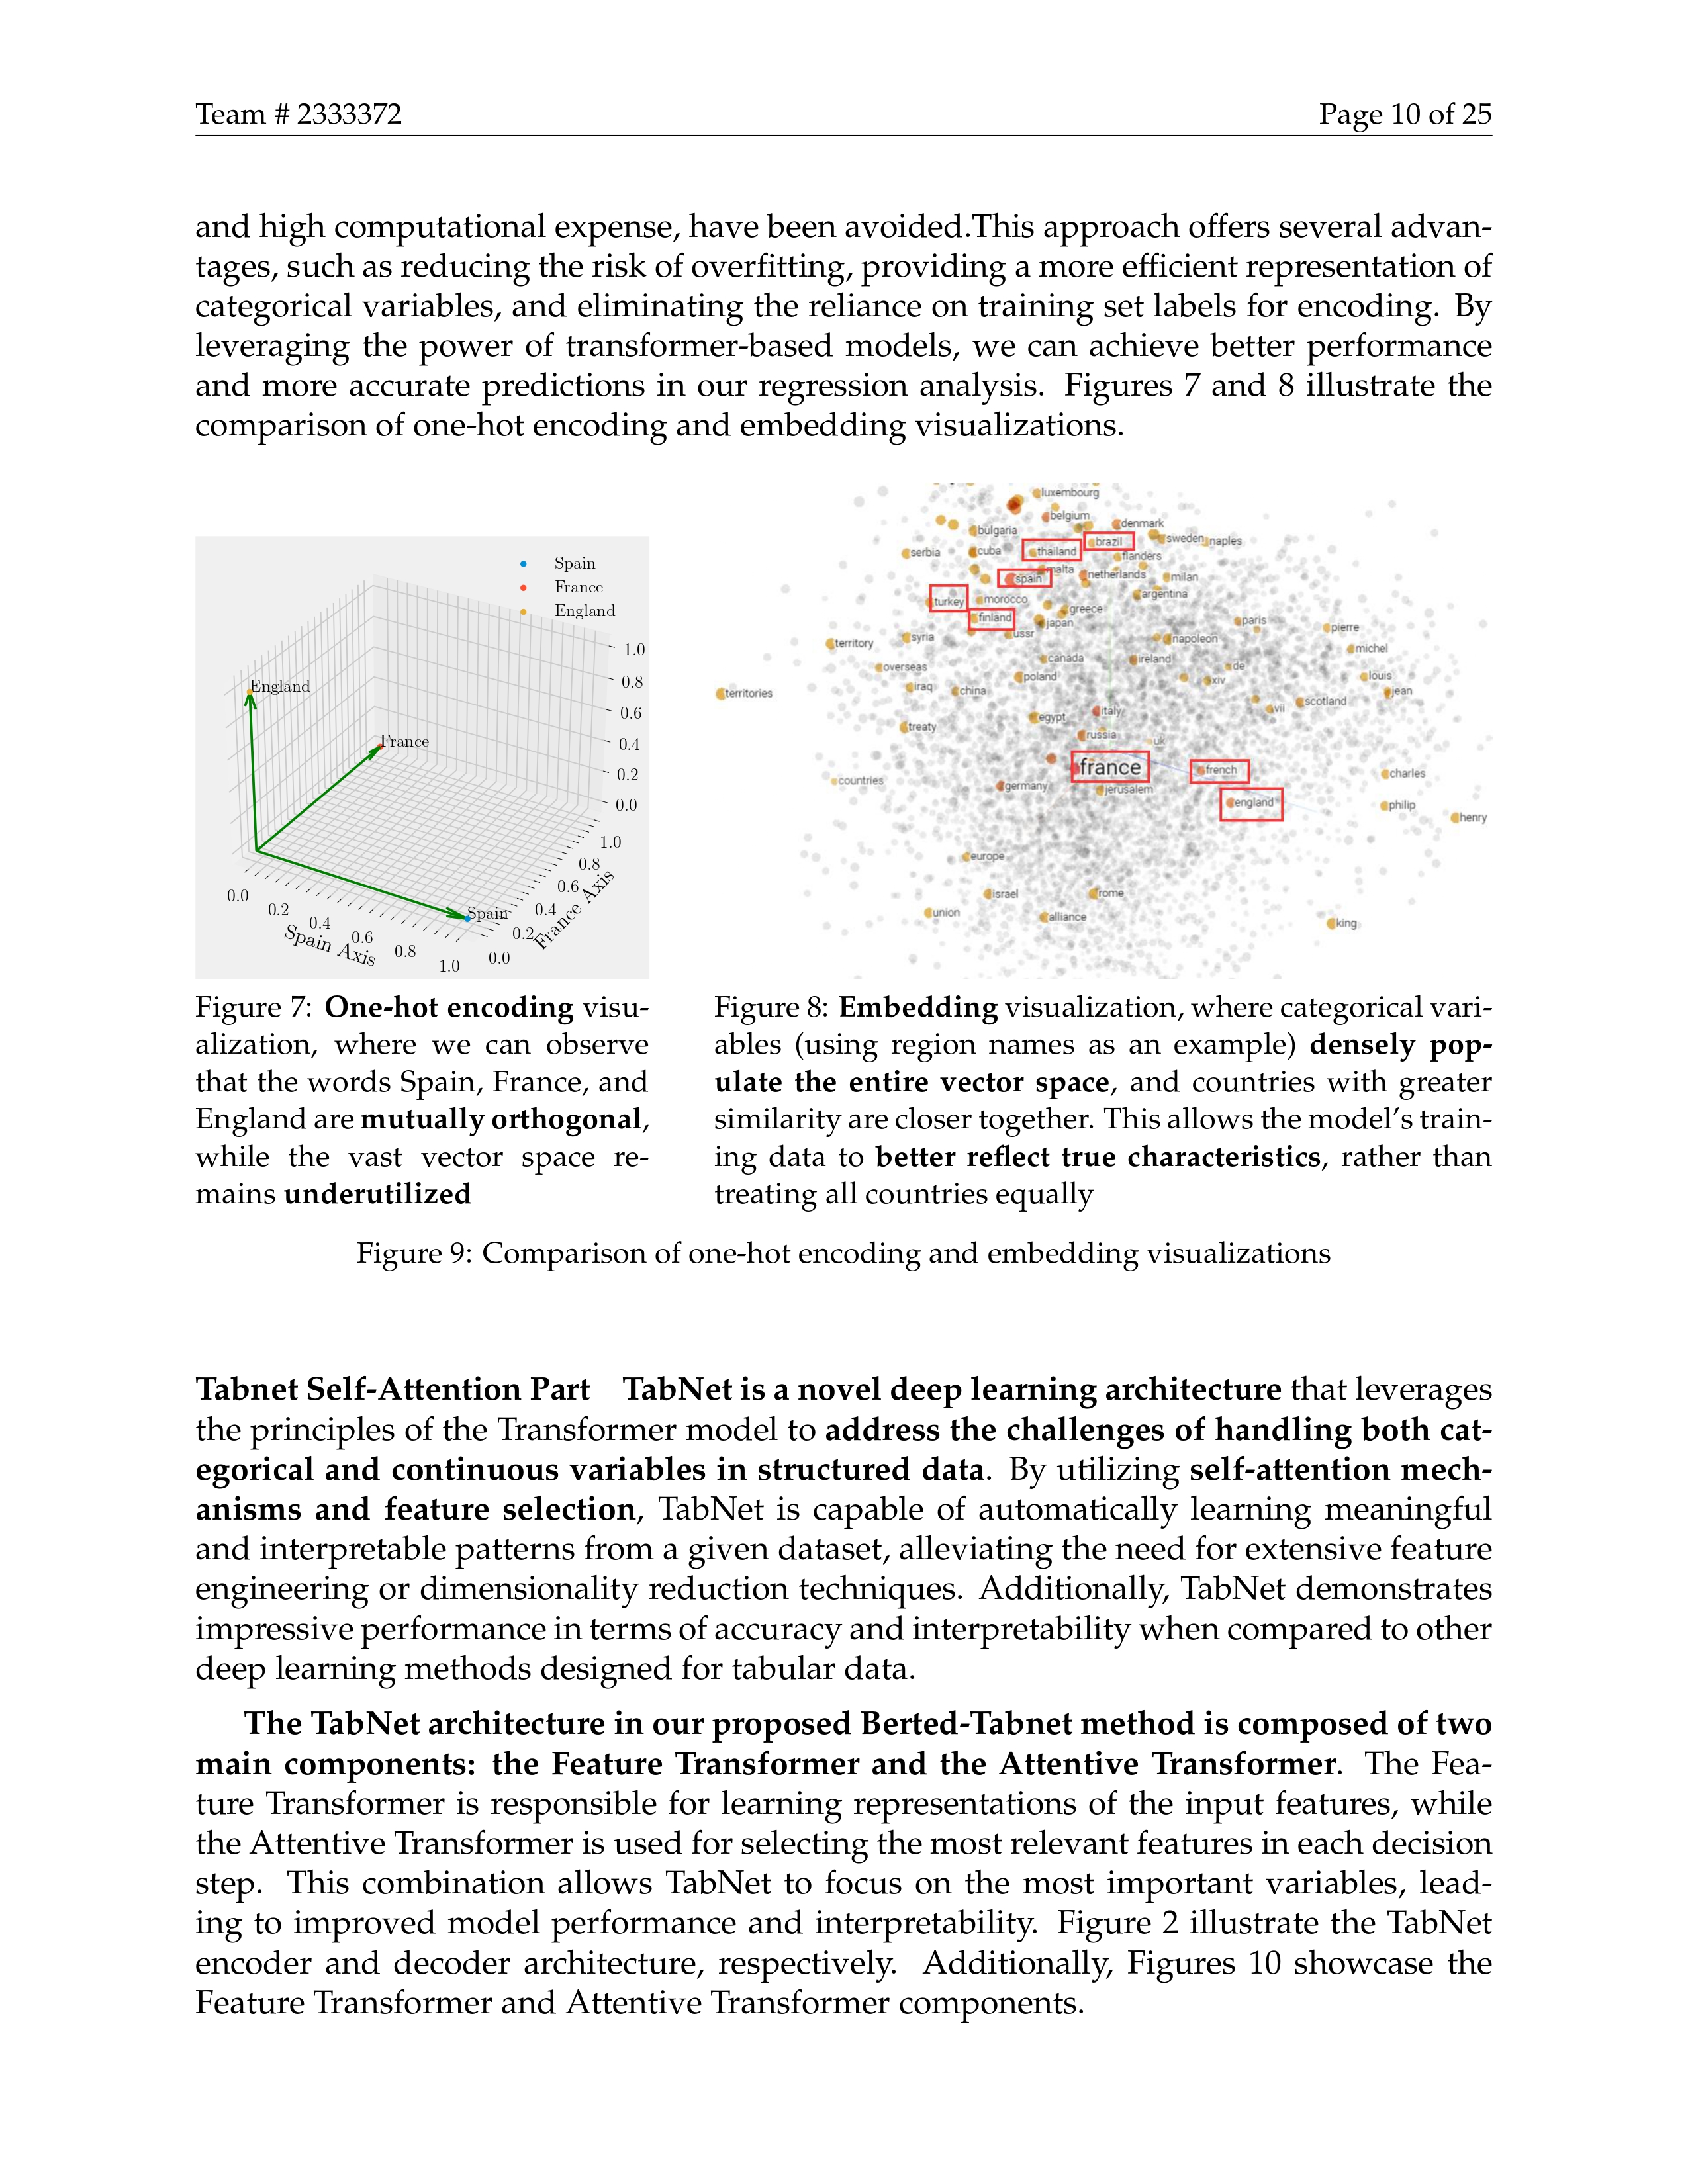 Team # 2333372
Page 10 of 25
and high computational expense, have been avoided.This approach offers several advan-
tages, such as reducing the risk of overfitting, providing a more efficient representation of
categorical variables, and eliminating the reliance on training set labels for encoding. By
leveraging the power of transformer-based models, we can achieve better performance
and more accurate predictions in our regression analysis. Figures 7 and 8 illustrate the
comparison of one-hot encoding and embedding visualizations.
Spain
France
England
1.0
0.8
0.6
0.4
0.2
0.0
England
France
Spain
0.0
0.2
0.4
0.6
0.8
1.0
Spain Axis
0.0
0.2
0.4
0.6
0.8
1.0
France Axis
luxembourg
belgium
denmark
bulgaria
brazil
sweden
naples
serbia
cuba
thailand
flanders
malta
spain
netherlands
milan
turkey
morocco
argentina
greece
finland
japan
paris
pierre
ussr
syria
napoleon
territory
michel
canada
ireland
de
overseas
poland
xiv
louis
iraq
china
jean
territories
scotland
vii
italy
egypt
treaty
russia
uk
france
french
charles
countries
germany
jerusalem
england
philip
henry
europe
israel
rome
union
alliance
king
Figure 7: One-hot encoding visu-
alization, where we can observe
that the words Spain, France, and
England are mutually orthogonal,
while the vast vector space re-
mains underutilized
Figure 8: Embedding visualization, where categorical vari-
ables (using region names as an example) densely pop-
ulate the entire vector space, and countries with greater
similarity are closer together. This allows the model's train-
ing data to better reflect true characteristics, rather than
treating all countries equally
Figure 9: Comparison of one-hot encoding and embedding visualizations
Tabnet Self-Attention Part TabNet is a novel deep learning architecture that leverages
the principles of the Transformer model to address the challenges of handling both cat-
egorical and continuous variables in structured data. By utilizing self-attention mech-
anisms and feature selection, TabNet is capable of automatically learning meaningful
and interpretable patterns from a given dataset, alleviating the need for extensive feature
engineering or dimensionality reduction techniques. Additionally, TabNet demonstrates
impressive performance in terms of accuracy and interpretability when compared to other
deep learning methods designed for tabular data.
The TabNet architecture in our proposed Berted-Tabnet method is composed of two
main components: the Feature Transformer and the Attentive Transformer. The Fea-
ture Transformer is responsible for learning representations of the input features, while
the Attentive Transformer is used for selecting the most relevant features in each decision
step. This combination allows TabNet to focus on the most important variables, lead-
ing to improved model performance and interpretability. Figure 2 illustrate the TabNet
encoder and decoder architecture, respectively. Additionally, Figures 10 showcase the
Feature Transformer and Attentive Transformer components.